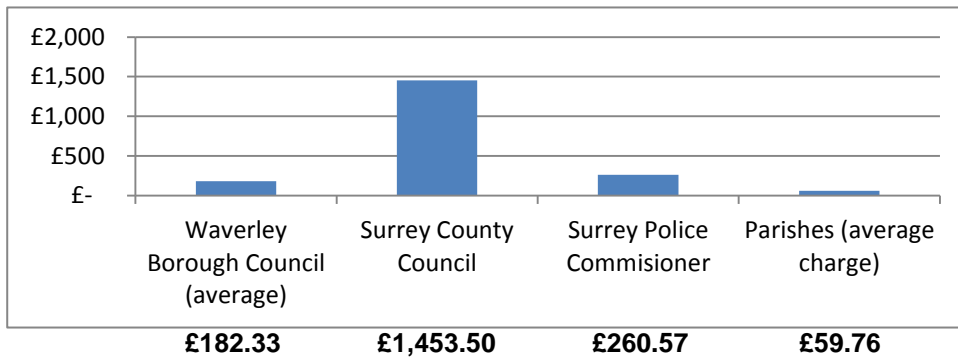 £2,000
£1,500
£1,000
£500
£-
Waverley Borough Council (average)
Surrey County Council
Surrey Police Commisioner
Parishes (average charge)
£182.33 £1,453.50 £260.57 £59.76